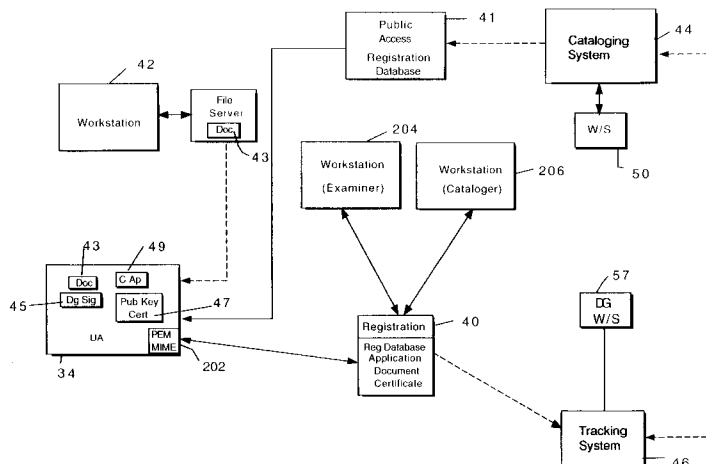 41
Public
Access
Registration
Database
44
Cataloging
System
42
Workstation
File
Server
Doc
43
W/S
50
204
Workstation
(Examiner)
Workstation
(Cataloger)
206
43
49
Doc
C Ap
45
Dg Sig
Pub Key
Cert
47
UA
PEM
MIME
34
202
40
Registration
Reg Database
Application
Document
Certificate
57
DG
W/S
Tracking
System
46